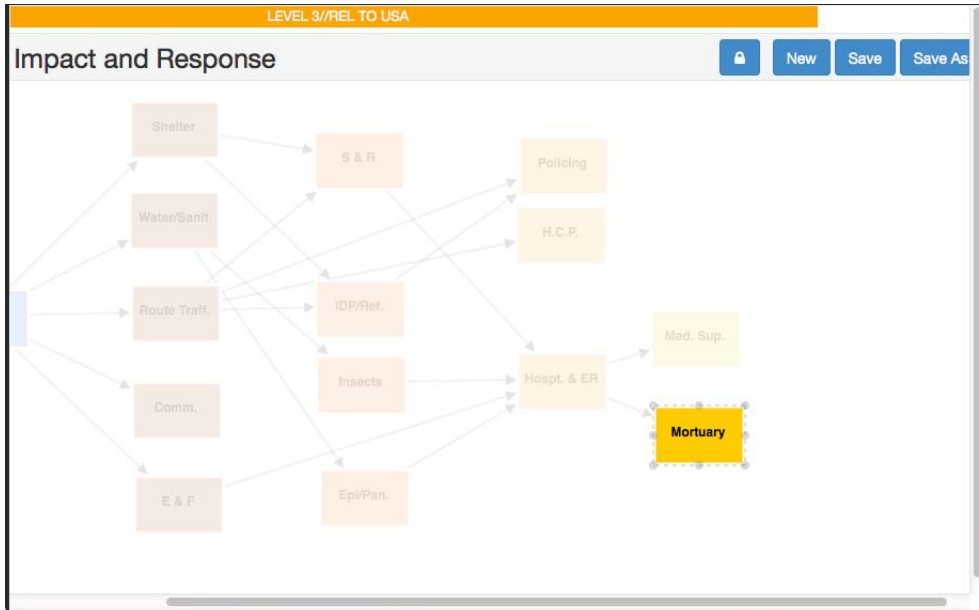 LEVEL 3//REL TO USA
Impact and Response
New
Save
Save As
Shelter
S & R
Policing
Water/Sanit
H.C.P.
Route Traff.
IDP/Ref.
Med. Sup.
Insects
Hospt. & ER
Comm.
Mortuary
E & F
Epi/Pan.